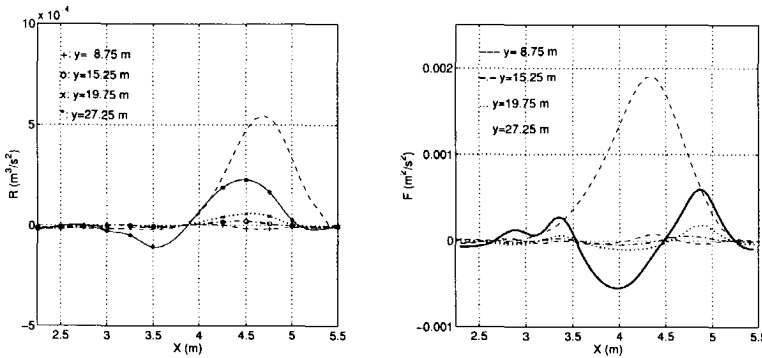 10 x 10⁻⁴
+: y= 8.75 m
o: y=15.25 m
x: y=19.75 m
*: y=27.25 m
R (m³/s²)
5
0
−5
2.5 3 3.5 4 4.5 5 5.5
X (m)
0.002
y= 8.75 m
y=15.25 m
y=19.75 m
y=27.25 m
0.001
F (m²/s²)
0
−0.001
2.5 3 3.5 4 4.5 5 5.5
X (m)